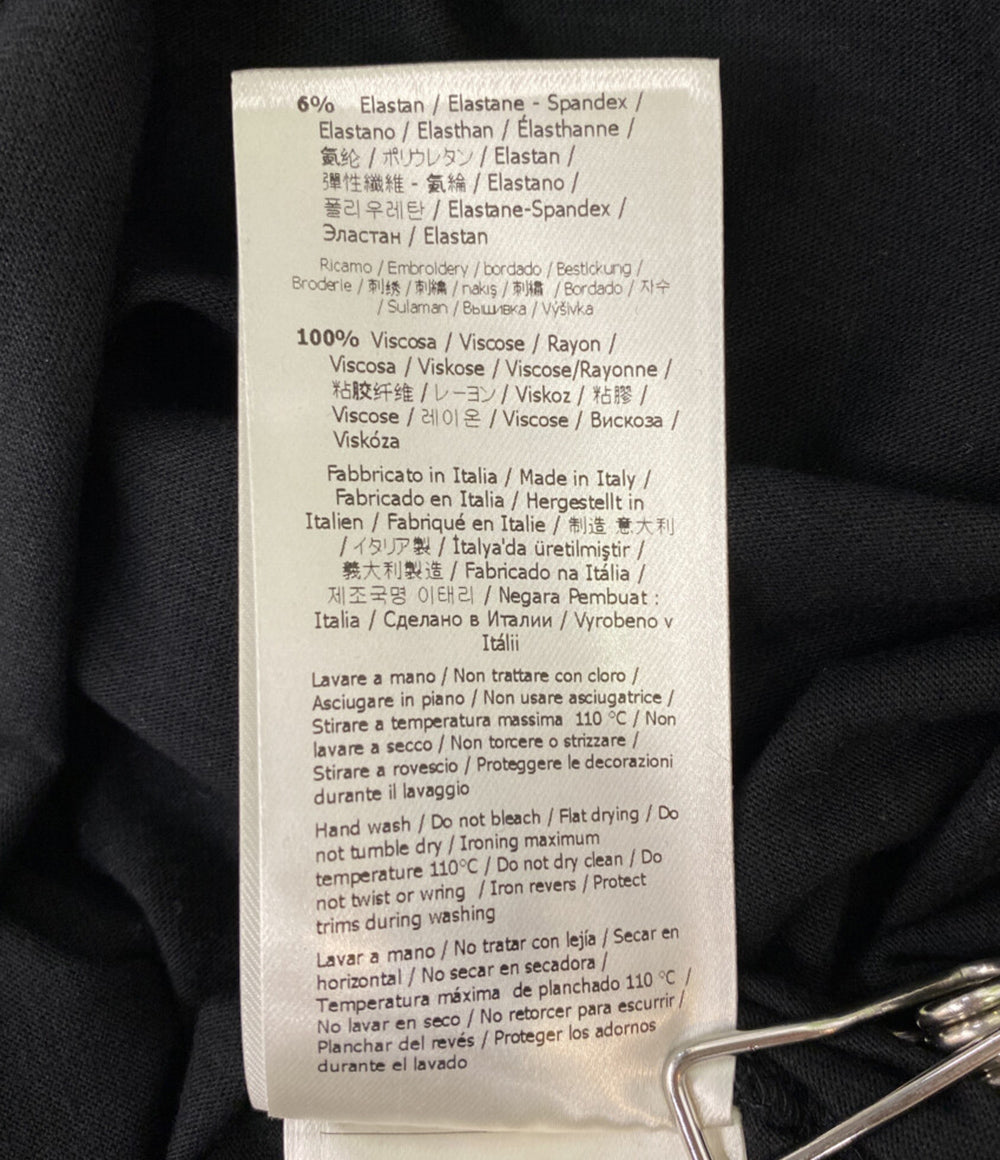 6% Elastan / Elastane - Spandex /
Elastano / Elasthan / Élasthanne /
氨纶 / ポリウレタン / Elastan /
彈性纖維 - 氨綸 / Elastano /
폴리우레탄 / Elastane-Spandex /
Эластан / Elastan
Ricamo / Embroidery / bordado / Bestickung /
Broderie / 刺绣 / 刺繍 / nakış / 刺繡 / Bordado / 자수
/ Sulaman / Вышивка / Výšivka
100% Viscosa / Viscose / Rayon /
Viscosa / Viskose / Viscose/Rayonne /
粘胶纤维 / レーヨン / Viskoz / 粘膠 /
Viscose / 레이온 / Viscose / Вискоза /
Viskóza
Fabbricato in Italia / Made in Italy /
Fabricado en Italia / Hergestellt in
Italien / Fabriqué en Italie / 制造 意大利
/ イタリア製 / İtalya'da üretilmiştir /
義大利製造 / Fabricado na Itália /
제조국명 이태리 / Negara Pembuat :
Italia / Сделано в Италии / Vyrobeno v
Itálii
Lavare a mano / Non trattare con cloro /
Asciugare in piano / Non usare asciugatrice /
Stirare a temperatura massima 110 °C / Non
lavare a secco / Non torcere o strizzare /
Stirare a rovescio / Proteggere le decorazioni
durante il lavaggio
Hand wash / Do not bleach / Flat drying / Do
not tumble dry / Ironing maximum
temperature 110°C / Do not dry clean / Do
not twist or wring / Iron revers / Protect
trims during washing
Lavar a mano / No tratar con lejía / Secar en
horizontal / No secar en secadora /
Temperatura máxima de planchado 110 °C /
No lavar en seco / No retorcer para escurrir /
Planchar del revés / Proteger los adornos
durante el lavado